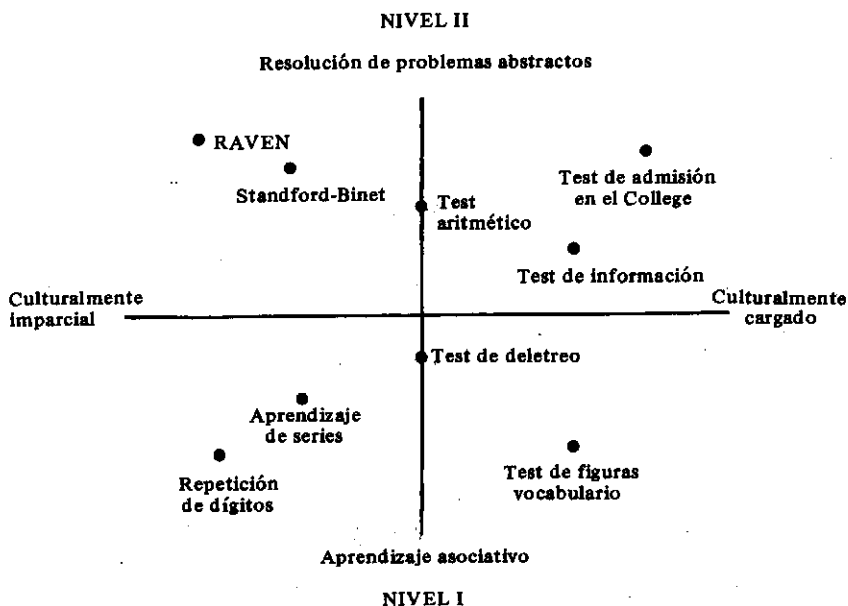 NIVEL II
Resolución de problemas abstractos
RAVEN
Standford-Binet
Test
aritmético
Test de admisión
en el College
Test de información
Culturalmente
imparcial
Culturalmente
cargado
Test de deletreo
Aprendizaje
de series
Repetición
de dígitos
Test de figuras
vocabulario
Aprendizaje asociativo
NIVEL I